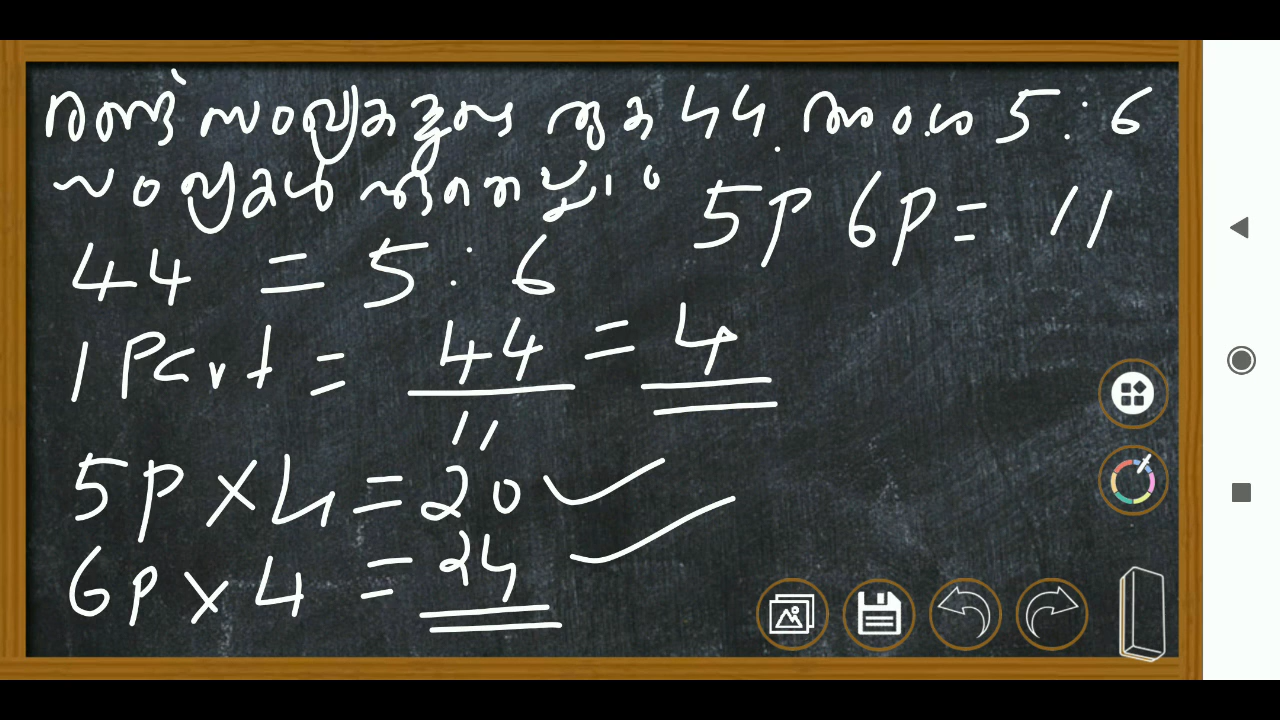 രണ്ട് സംഖ്യകളുടെ തുക 44. അംശ 5:6
സംഖ്യകൾ
5p 6p = 11
44 = 5:6
1 Part = 44/11 = 4
5p × 4 = 20 ✓
6p × 4 = 24 ✓